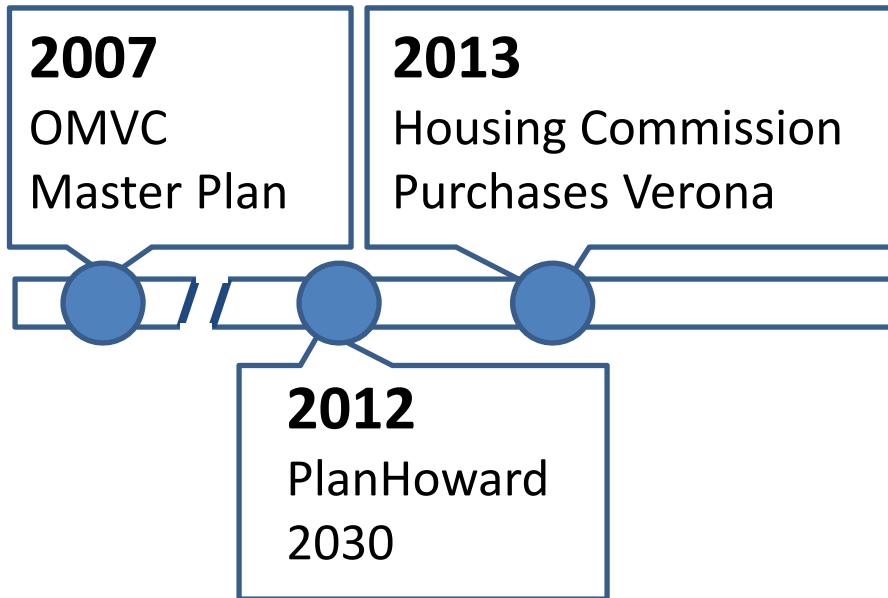 2007
OMVC
Master Plan
2013
Housing Commission
Purchases Verona
2012
PlanHoward
2030